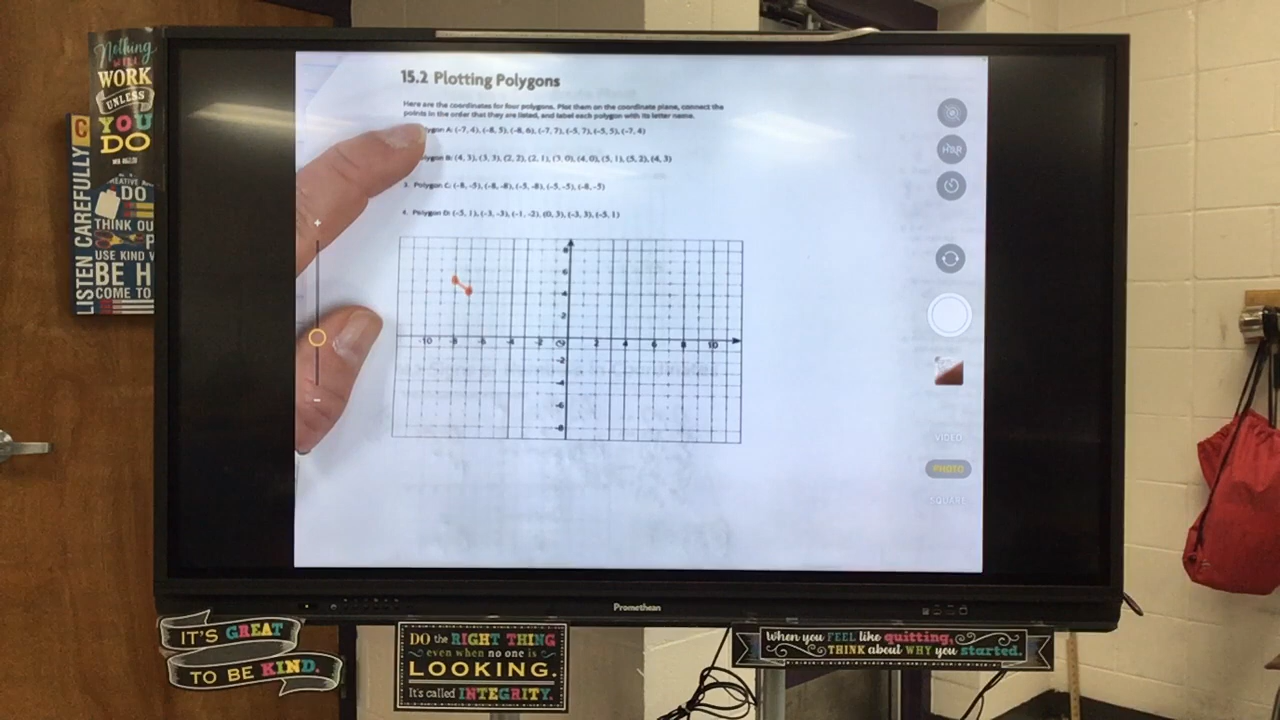 Nothing
WILL
WORK
UNLESS
YOU
DO
LISTEN CAREFULLY
DO
THINK OU
USE KIND
BE H
COME TO
15.2 Plotting Polygons
Here are the coordinates for four polygons. Plot them on the coordinate plane, connect the
points in the order that they are listed, and label each polygon with its letter name.
lygon A: (-7, 4), (-8, 5), (-8, 6), (-7, 7), (-5, 7), (-5, 5), (-7, 4)
lygon B: (4, 3), (3, 3), (2, 2), (2, 1), (3, 0), (4, 0), (5, 1), (5, 2), (4, 3)
3. Polygon C: (-8, -5), (-8, -8), (-5, -8), (-5, -5), (-8, -5)
4. Polygon D: (-5, 1), (-3, -3), (-1, -2), (0, 3), (-3, 3), (-5, 1)
8
6
4
2
-10 -8 -6 -4 -2 0 2 4 6 8 10
-2
-4
-6
-8
HDR
VIDEO
PHOTO
SQUARE
Promethean
IT'S GREAT
TO BE KIND.
DO the RIGHT THING
even when no one is
LOOKING.
It's called INTEGRITY.
When you FEEL like quitting,
THINK about WHY you started.